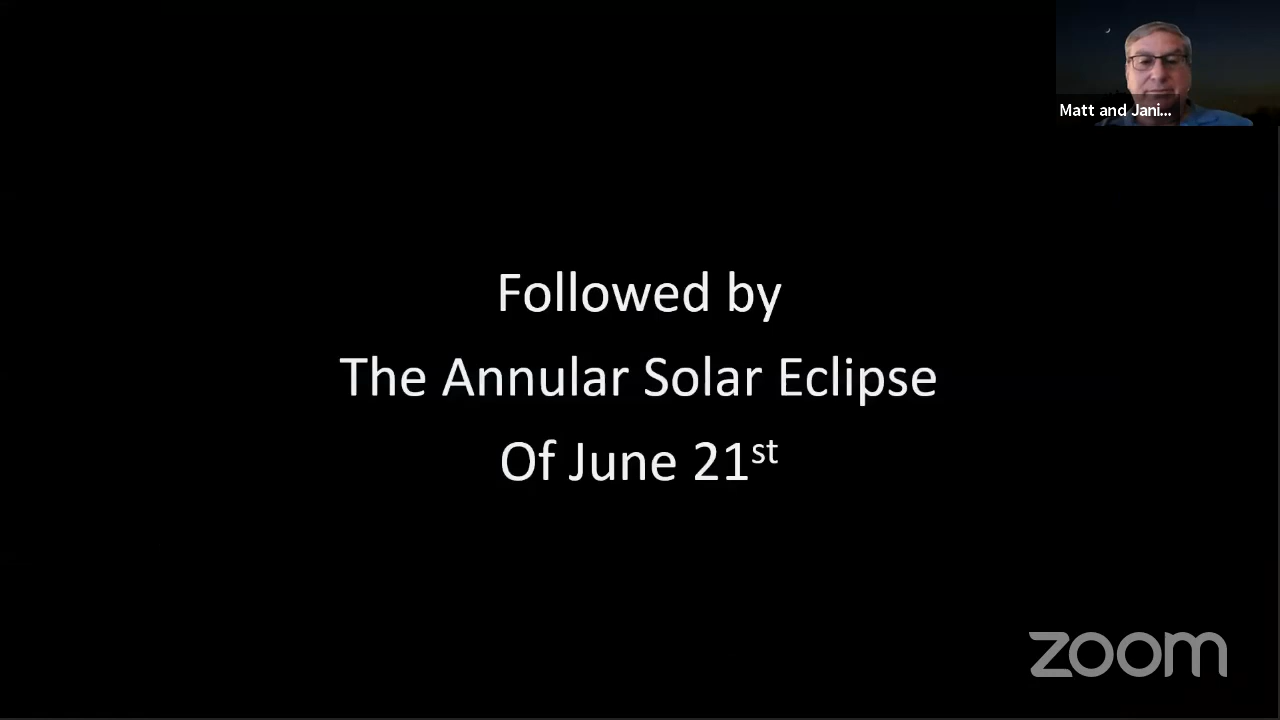 Matt and Jani...
Followed by
The Annular Solar Eclipse
Of June 21st
zoom